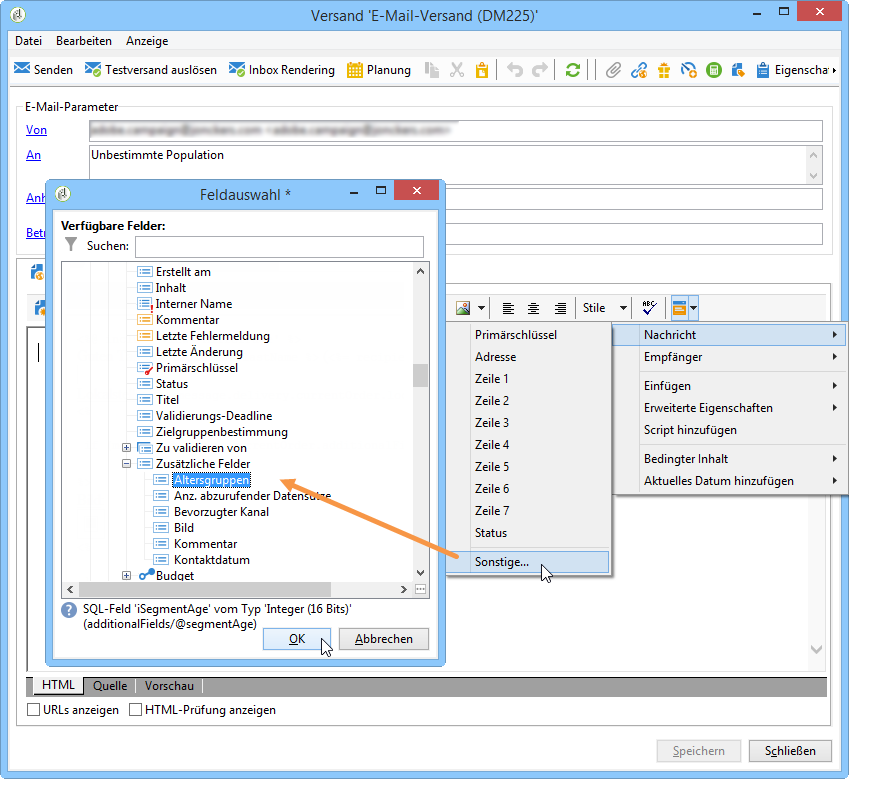 Versand 'E-Mail-Versand (DM225)'
Datei Bearbeiten Anzeige
Senden Testversand auslösen Inbox Rendering Planung Eigenscha
E-Mail-Parameter
Von
An Unbestimmte Population
Anh
Betr
Feldauswahl *
Verfügbare Felder:
Suchen:
Erstellt am
Inhalt
Interner Name
Kommentar
Letzte Fehlermeldung
Letzte Änderung
Primärschlüssel
Status
Titel
Validierungs-Deadline
Zielgruppenbestimmung
Zu validieren von
Zusätzliche Felder
Altersgruppen
Anz. abzurufender Datensätze
Bevorzugter Kanal
Bild
Kommentar
Kontaktdatum
Budget
SQL-Feld 'iSegmentAge' vom Typ 'Integer (16 Bits)'
(additionalFields/@segmentAge)
OK Abbrechen
Stile
ABC
Primärschlüssel
Adresse
Zeile 1
Zeile 2
Zeile 3
Zeile 4
Zeile 5
Zeile 6
Zeile 7
Status
Sonstige...
Nachricht
Empfänger
Einfügen
Erweiterte Eigenschaften
Script hinzufügen
Bedingter Inhalt
Aktuelles Datum hinzufügen
HTML Quelle Vorschau
URLs anzeigen HTML-Prüfung anzeigen
Speichern Schließen